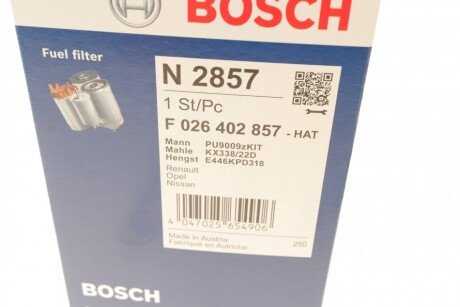 BOSCH
Fuel filter
N 2857
1 St/Pc
F 026 402 857 - HAT
Mann PU9009zKIT
Mahle KX338/22D
Hengst E446KPD318
Renault
Opel
Nissan
4 047025 654906
Made in Austria
Fabriqué en Autriche
250
BOSCH